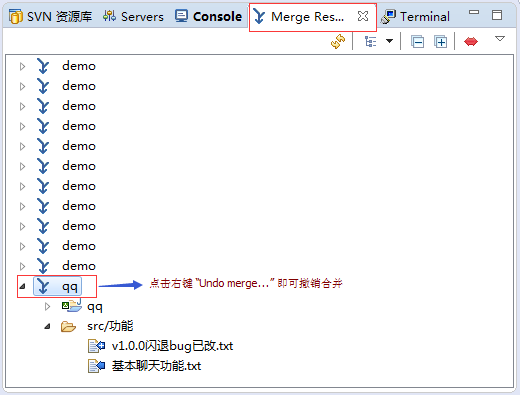 SVN 资源库 Servers Console Merge Res... Terminal
demo
demo
demo
demo
demo
demo
demo
demo
demo
demo
demo
qq 点击右键 “Undo merge...” 即可撤销合并
qq
src/功能
v1.0.0闪退bug已改.txt
基本聊天功能.txt